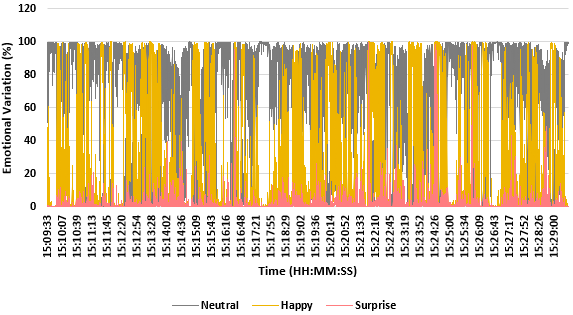 120
100
80
60
40
20
0
Emotional Variation (%)
15:09:33 15:10:07 15:10:39 15:11:13 15:11:45 15:12:20 15:12:54 15:13:28 15:14:02 15:14:36 15:15:09 15:15:43 15:16:16 15:16:48 15:17:21 15:17:55 15:18:29 15:19:02 15:19:36 15:20:14 15:20:52 15:21:33 15:22:10 15:22:45 15:23:19 15:23:52 15:24:26 15:25:00 15:25:34 15:26:09 15:26:43 15:27:17 15:27:52 15:28:26 15:29:00
Time (HH:MM:SS)
Neutral Happy Surprise